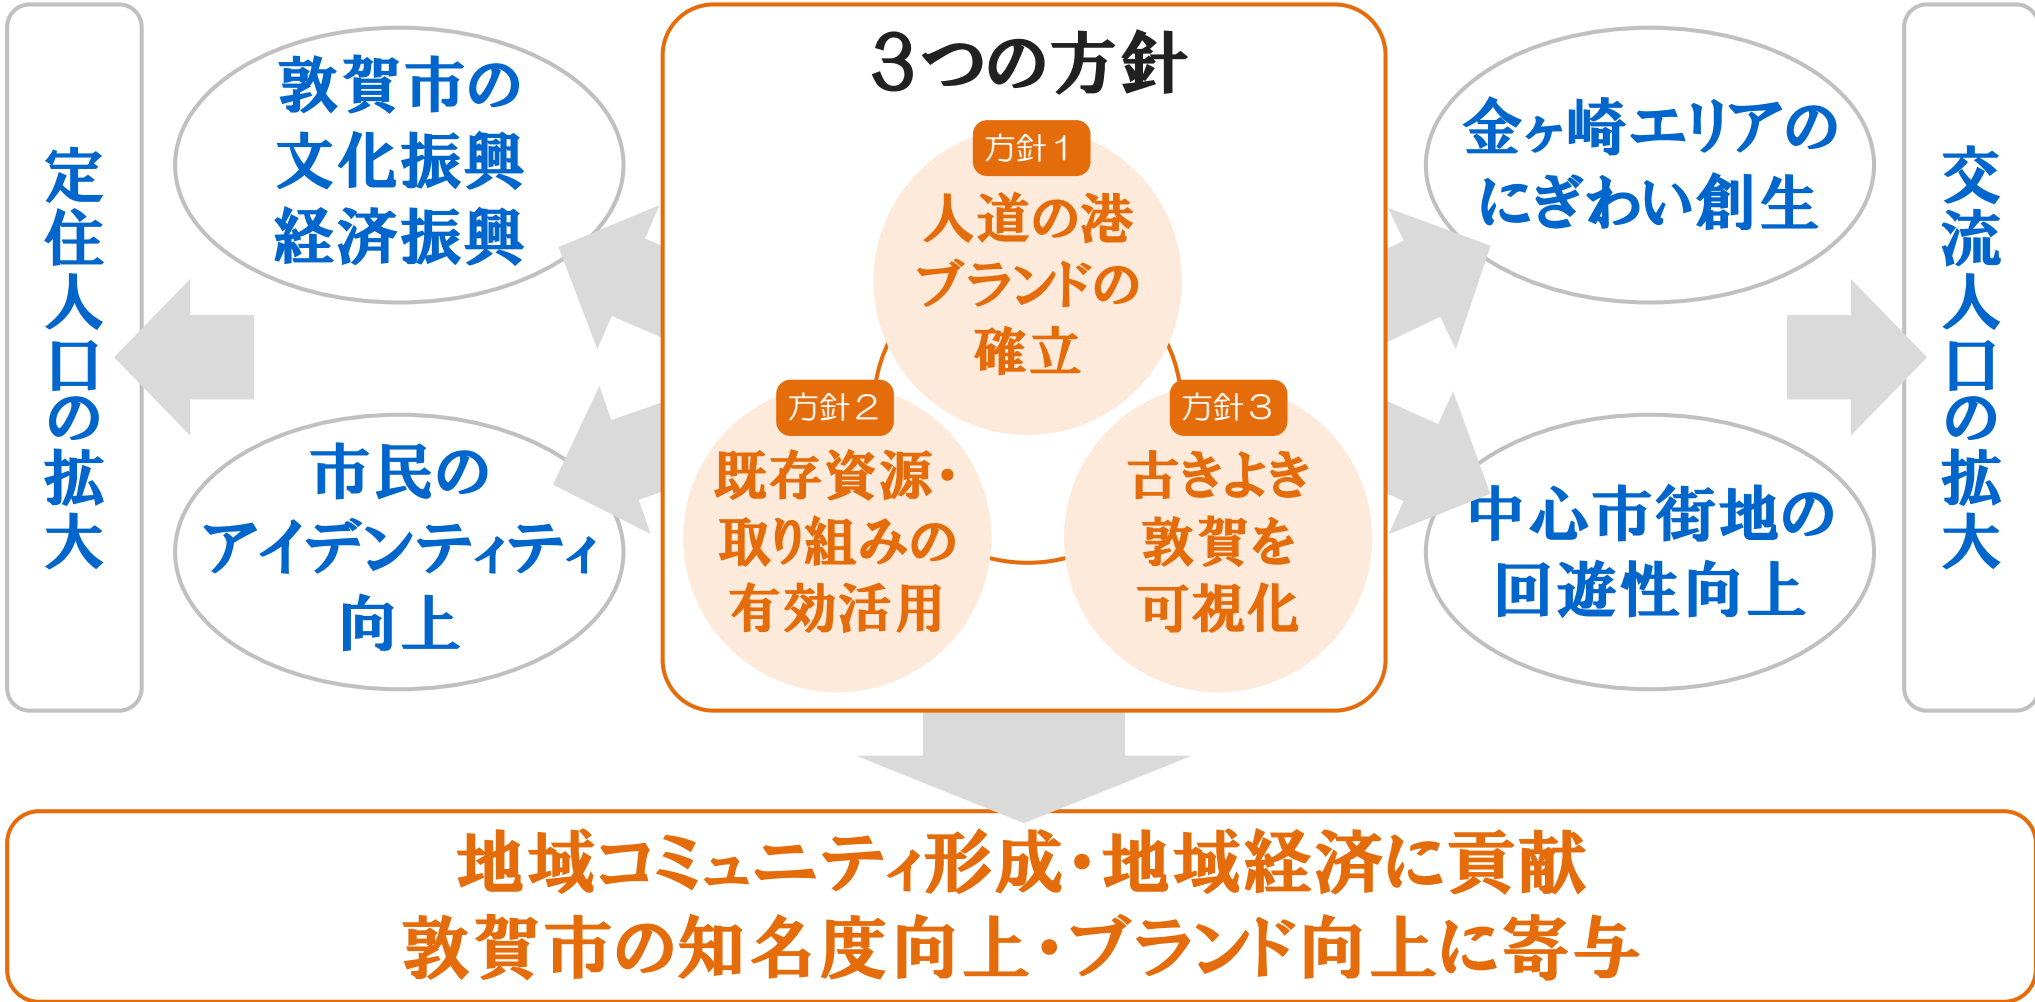 3つの方針
方針1
人道の港
ブランドの
確立
方針2
既存資源・
取り組みの
有効活用
方針3
古きよき
敦賀を
可視化
敦賀市の
文化振興
経済振興
市民の
アイデンティティ
向上
定住人口の拡大
金ヶ崎エリアの
にぎわい創生
中心市街地の
回遊性向上
交流人口の拡大
地域コミュニティ形成・地域経済に貢献
敦賀市の知名度向上・ブランド向上に寄与